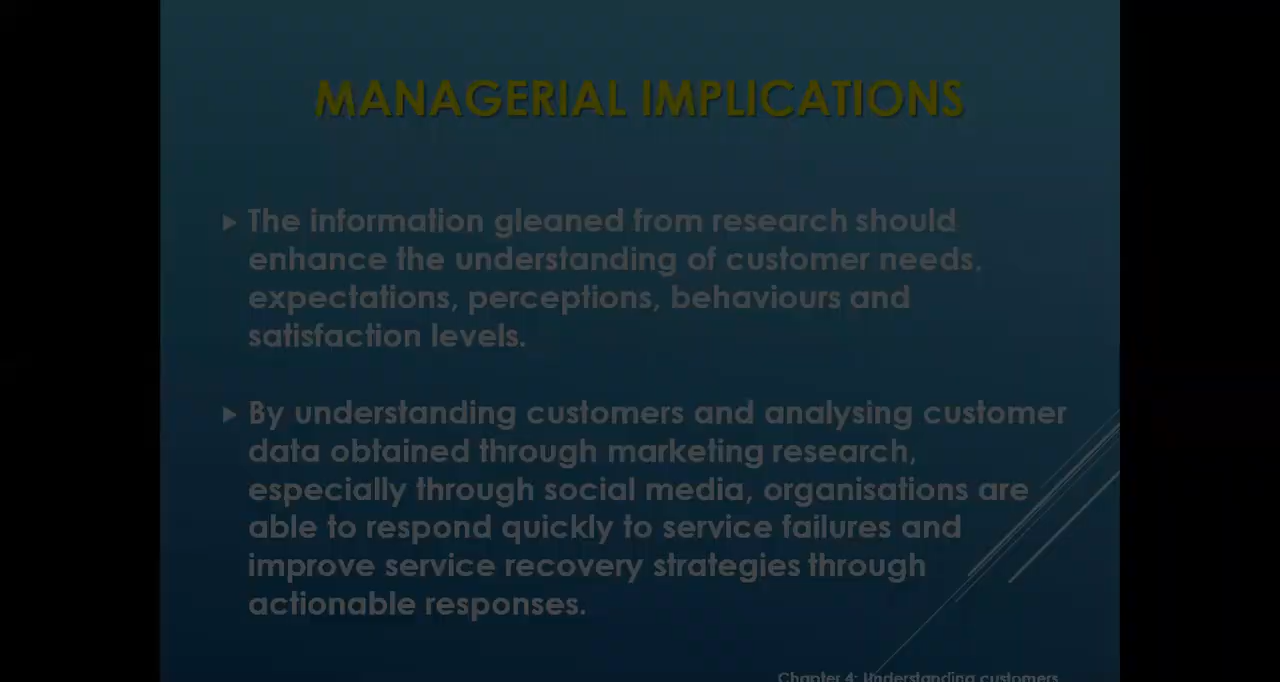 MANAGERIAL IMPLICATIONS
The information gleaned from research should
enhance the understanding of customer needs,
expectations, perceptions, behaviours and
satisfaction levels.
By understanding customers and analysing customer
data obtained through marketing research,
especially through social media, organisations are
able to respond quickly to service failures and
improve service recovery strategies through
actionable responses.
Chapter 4: Understanding customers